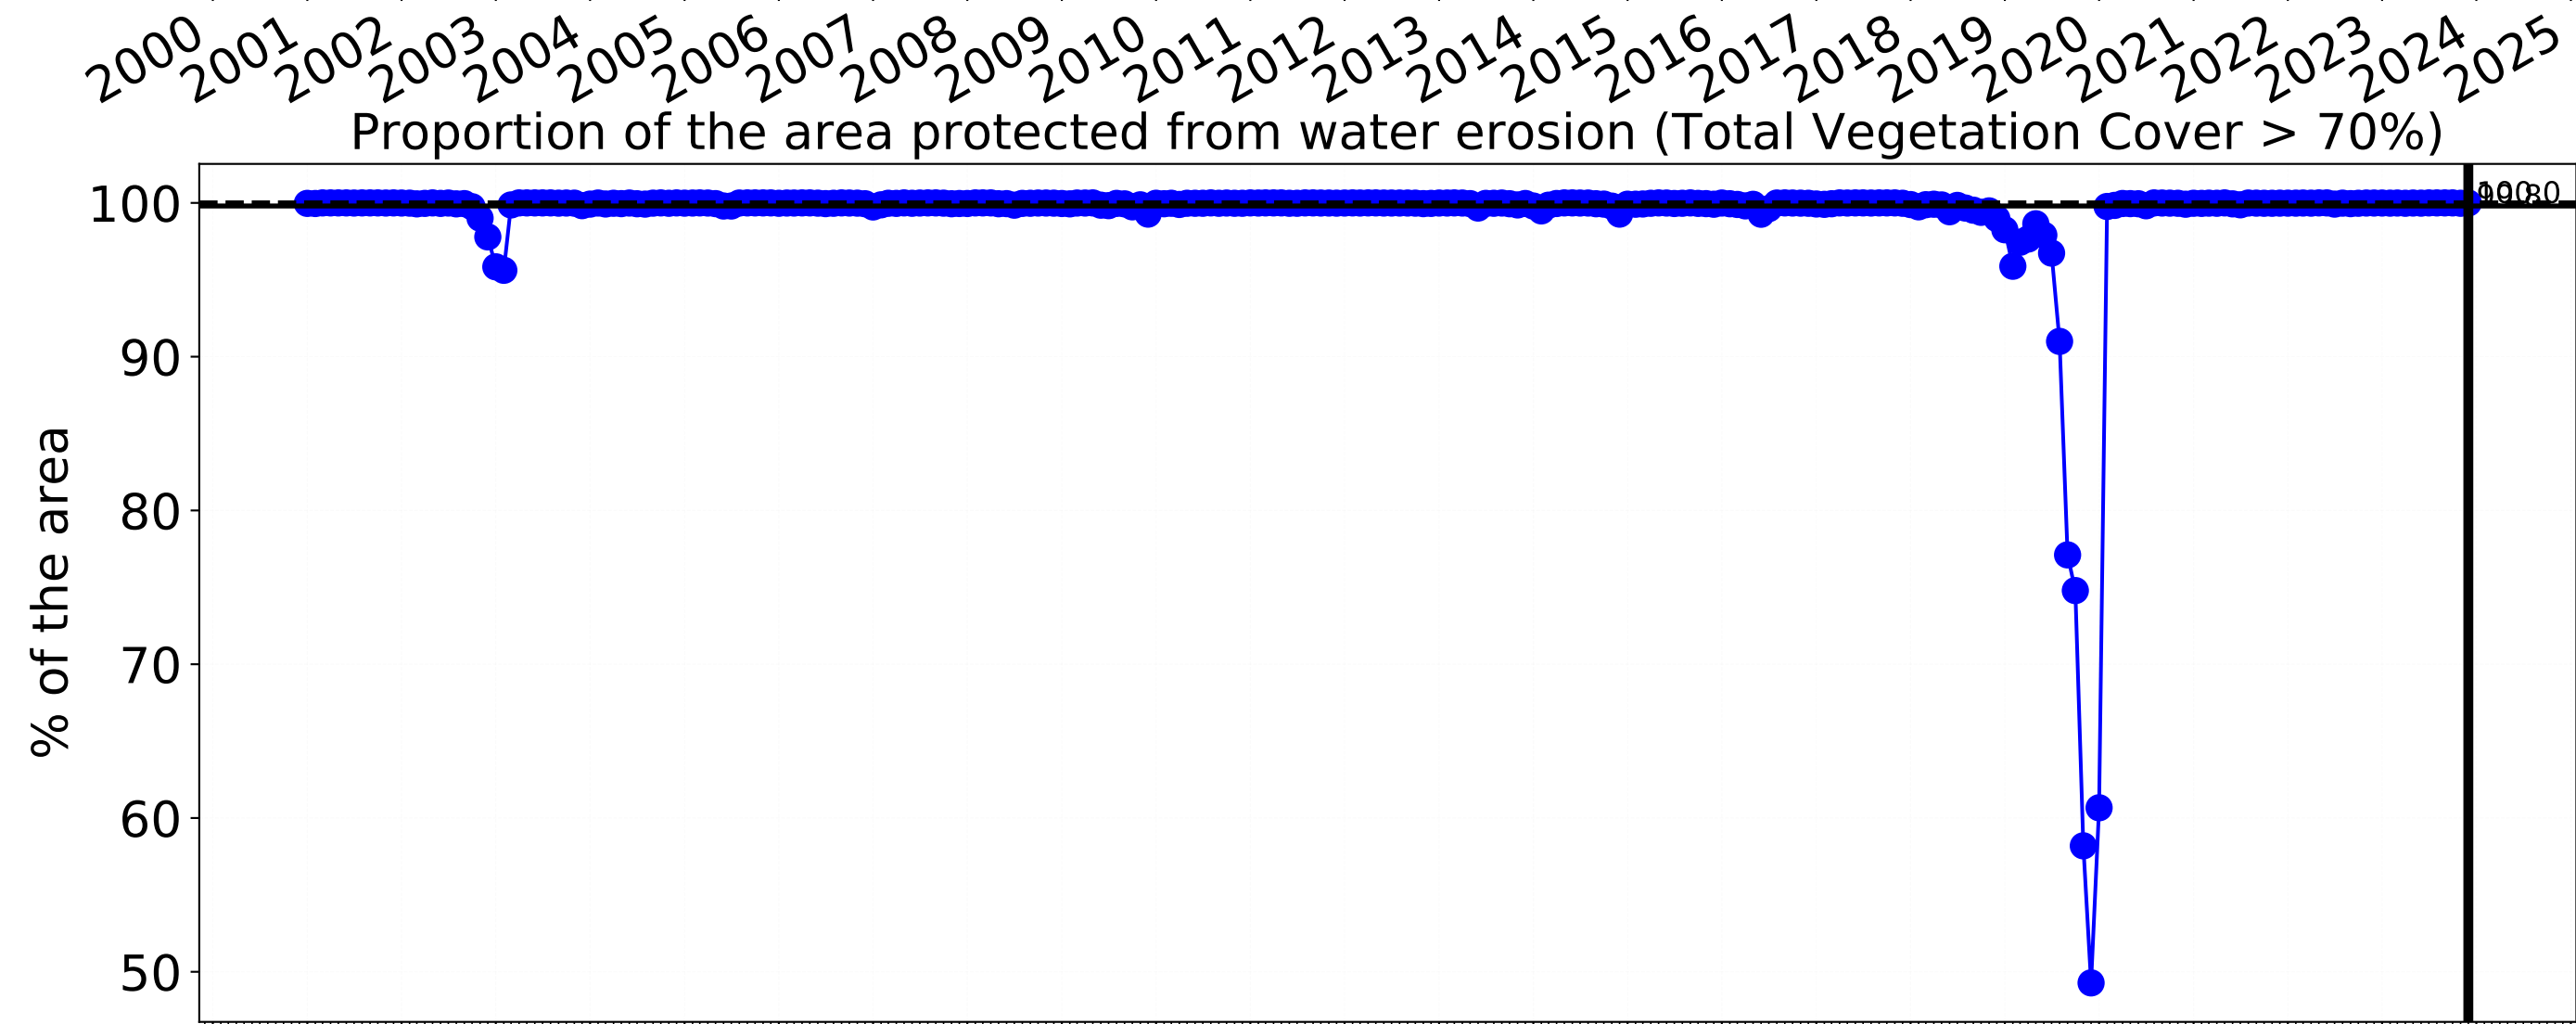 2000 2001 2002 2003 2004 2005 2006 2007 2008 2009 2010 2011 2012 2013 2014 2015 2016 2017 2018 2019 2020 2021 2022 2023 2024 2025
Proportion of the area protected from water erosion (Total Vegetation Cover > 70%)
100
90
80
70
60
50
% of the area